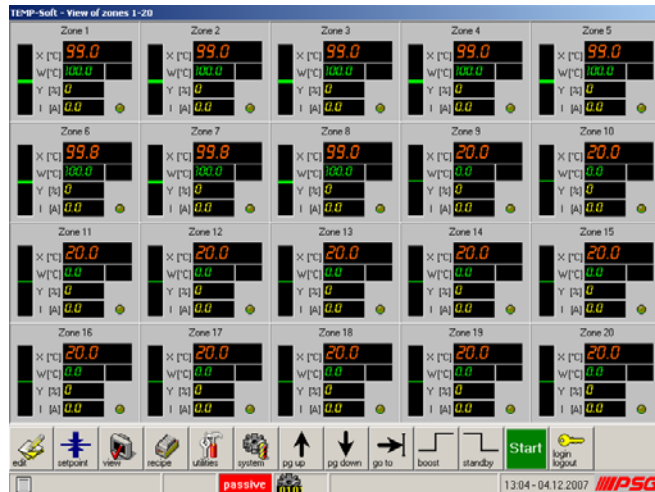 TEMP-Soft - View of zones 1-20
Zone 1 Zone 2 Zone 3 Zone 4 Zone 5
X [°C] 99.0 X [°C] 99.0 X [°C] 99.0 X [°C] 99.0 X [°C] 99.0
W[°C] 100.0 W[°C] 100.0 W[°C] 100.0 W[°C] 100.0 W[°C] 100.0
Y [%] 0 Y [%] 0 Y [%] 0 Y [%] 0 Y [%] 0
I [A] 0.0 I [A] 0.0 I [A] 0.0 I [A] 0.0 I [A] 0.0
Zone 6 Zone 7 Zone 8 Zone 9 Zone 10
X [°C] 99.8 X [°C] 99.8 X [°C] 99.0 X [°C] 20.0 X [°C] 20.0
W[°C] 100.0 W[°C] 100.0 W[°C] 100.0 W[°C] 0.0 W[°C] 0.0
Y [%] 0 Y [%] 0 Y [%] 0 Y [%] 0 Y [%] 0
I [A] 0.0 I [A] 0.0 I [A] 0.0 I [A] 0.0 I [A] 0.0
Zone 11 Zone 12 Zone 13 Zone 14 Zone 15
X [°C] 20.0 X [°C] 20.0 X [°C] 20.0 X [°C] 20.0 X [°C] 20.0
W[°C] 0.0 W[°C] 0.0 W[°C] 0.0 W[°C] 0.0 W[°C] 0.0
Y [%] 0 Y [%] 0 Y [%] 0 Y [%] 0 Y [%] 0
I [A] 0.0 I [A] 0.0 I [A] 0.0 I [A] 0.0 I [A] 0.0
Zone 16 Zone 17 Zone 18 Zone 19 Zone 20
X [°C] 20.0 X [°C] 20.0 X [°C] 20.0 X [°C] 20.0 X [°C] 20.0
W[°C] 0.0 W[°C] 0.0 W[°C] 0.0 W[°C] 0.0 W[°C] 0.0
Y [%] 0 Y [%] 0 Y [%] 0 Y [%] 0 Y [%] 0
I [A] 0.0 I [A] 0.0 I [A] 0.0 I [A] 0.0 I [A] 0.0
edit setpoint view recipe utilities system pg up pg down go to boost standby Start login
logout
passive 0101 13:04 - 04.12.2007 PSG